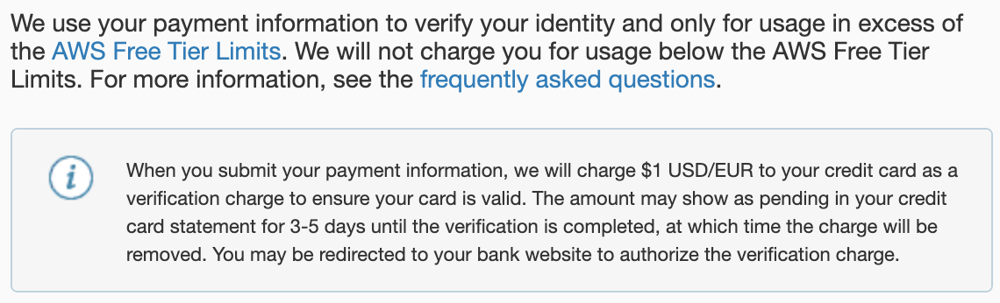 We use your payment information to verify your identity and only for usage in excess of
the AWS Free Tier Limits. We will not charge you for usage below the AWS Free Tier
Limits. For more information, see the frequently asked questions.
When you submit your payment information, we will charge $1 USD/EUR to your credit card as a
verification charge to ensure your card is valid. The amount may show as pending in your credit
card statement for 3-5 days until the verification is completed, at which time the charge will be
removed. You may be redirected to your bank website to authorize the verification charge.